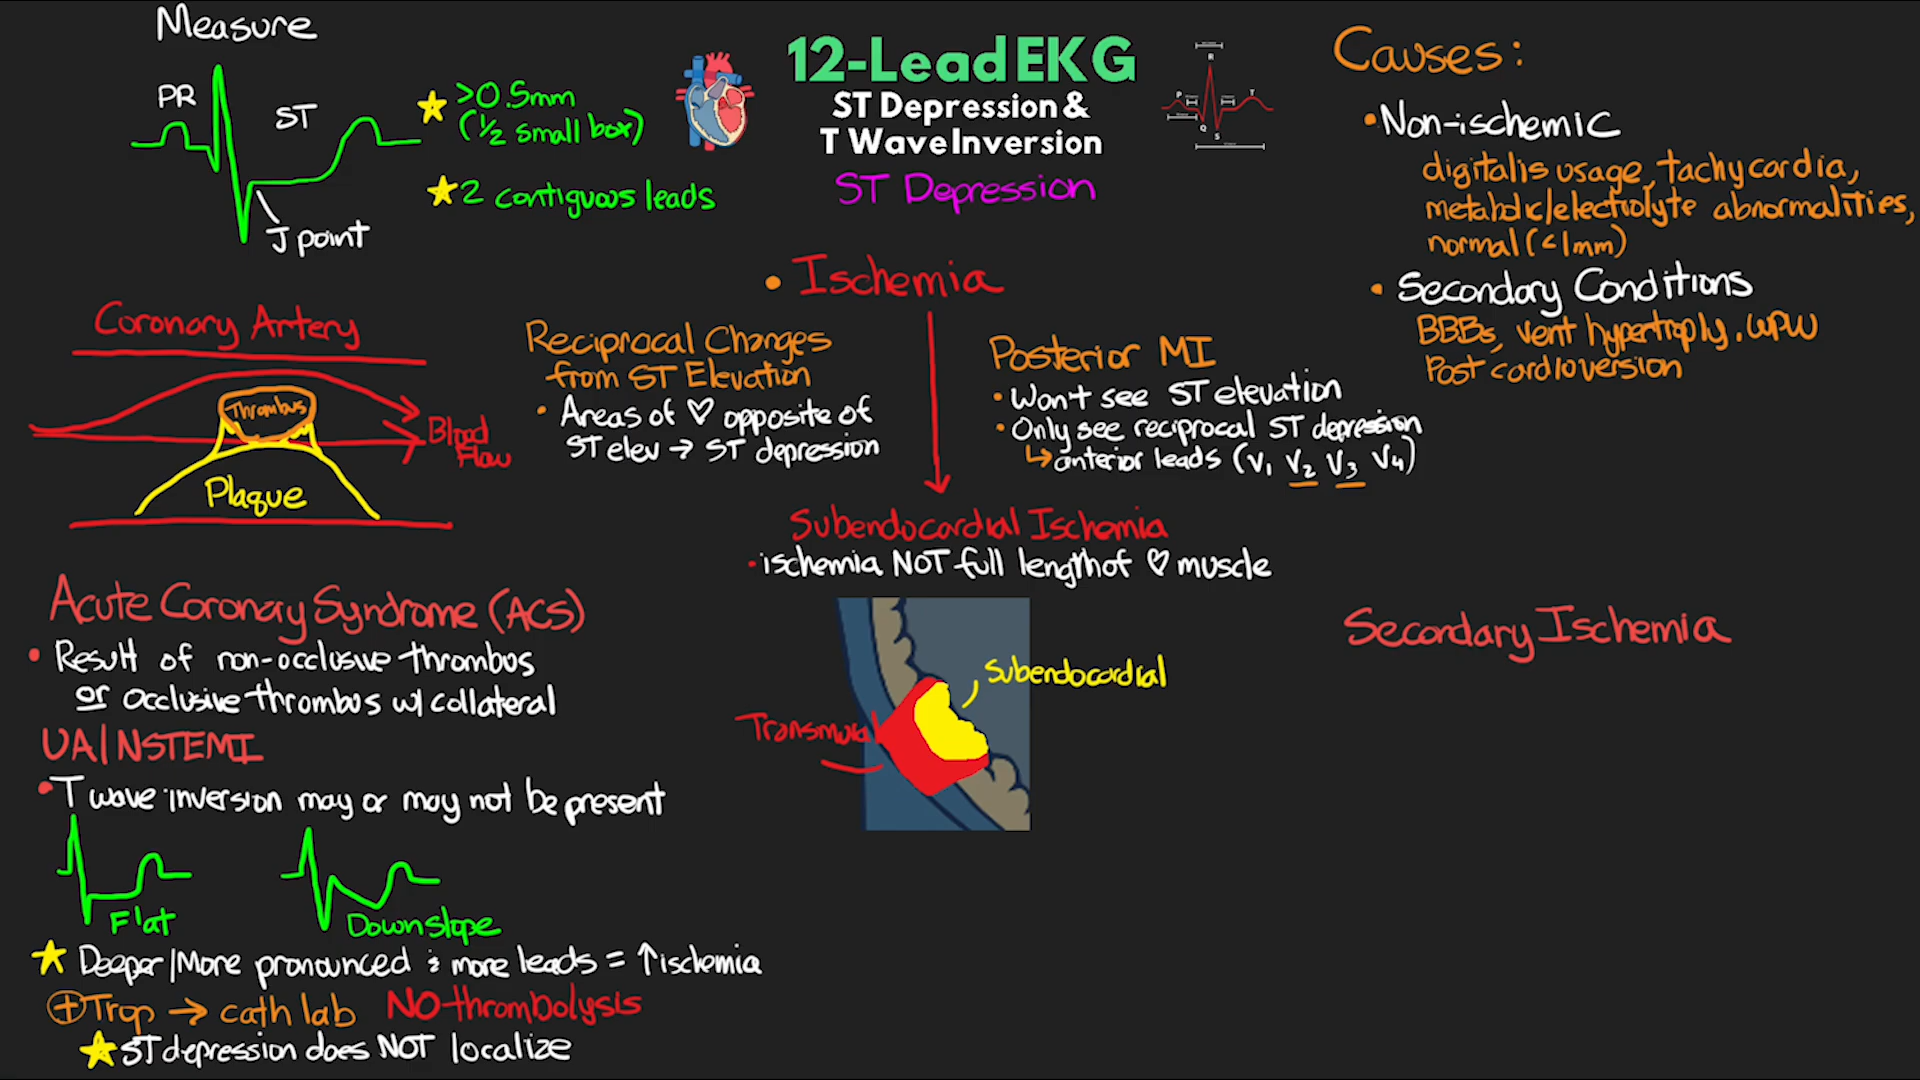 Measure
PR
ST
J point
>0.5mm
(1/2 small box)
2 contiguous leads
12-Lead EKG
ST Depression &
T Wave Inversion
ST Depression
P
R
Q
S
T
Causes:
• Non-ischemic
digitalis usage, tachycardia,
metabolic/electrolyte abnormalities,
normal (<1mm)
• Secondary Conditions
BBBs, vent hypertrophy, WPW
Post cardioversion
Coronary Artery
Thrombus
Plaque
Blood
Flow
• Ischemia
Reciprocal Changes
from ST Elevation
• Areas of ♡ opposite of
ST elev → ST depression
Posterior MI
• Won't see ST elevation
• Only see reciprocal ST depression
↳ anterior leads (V1 V2 V3 V4)
Subendocardial Ischemia
• ischemia NOT full length of ♡ muscle
Subendocardial
Transmural
Acute Coronary Syndrome (ACS)
• Result of non-occlusive thrombus
or occlusive thrombus w/ collateral
UA/NSTEMI
• T wave inversion may or may not be present
Flat
Downslope
Deeper/More pronounced & more leads = ↑ischemia
⊕Trop → cath lab NO thrombolysis
ST depression does NOT localize
Secondary Ischemia